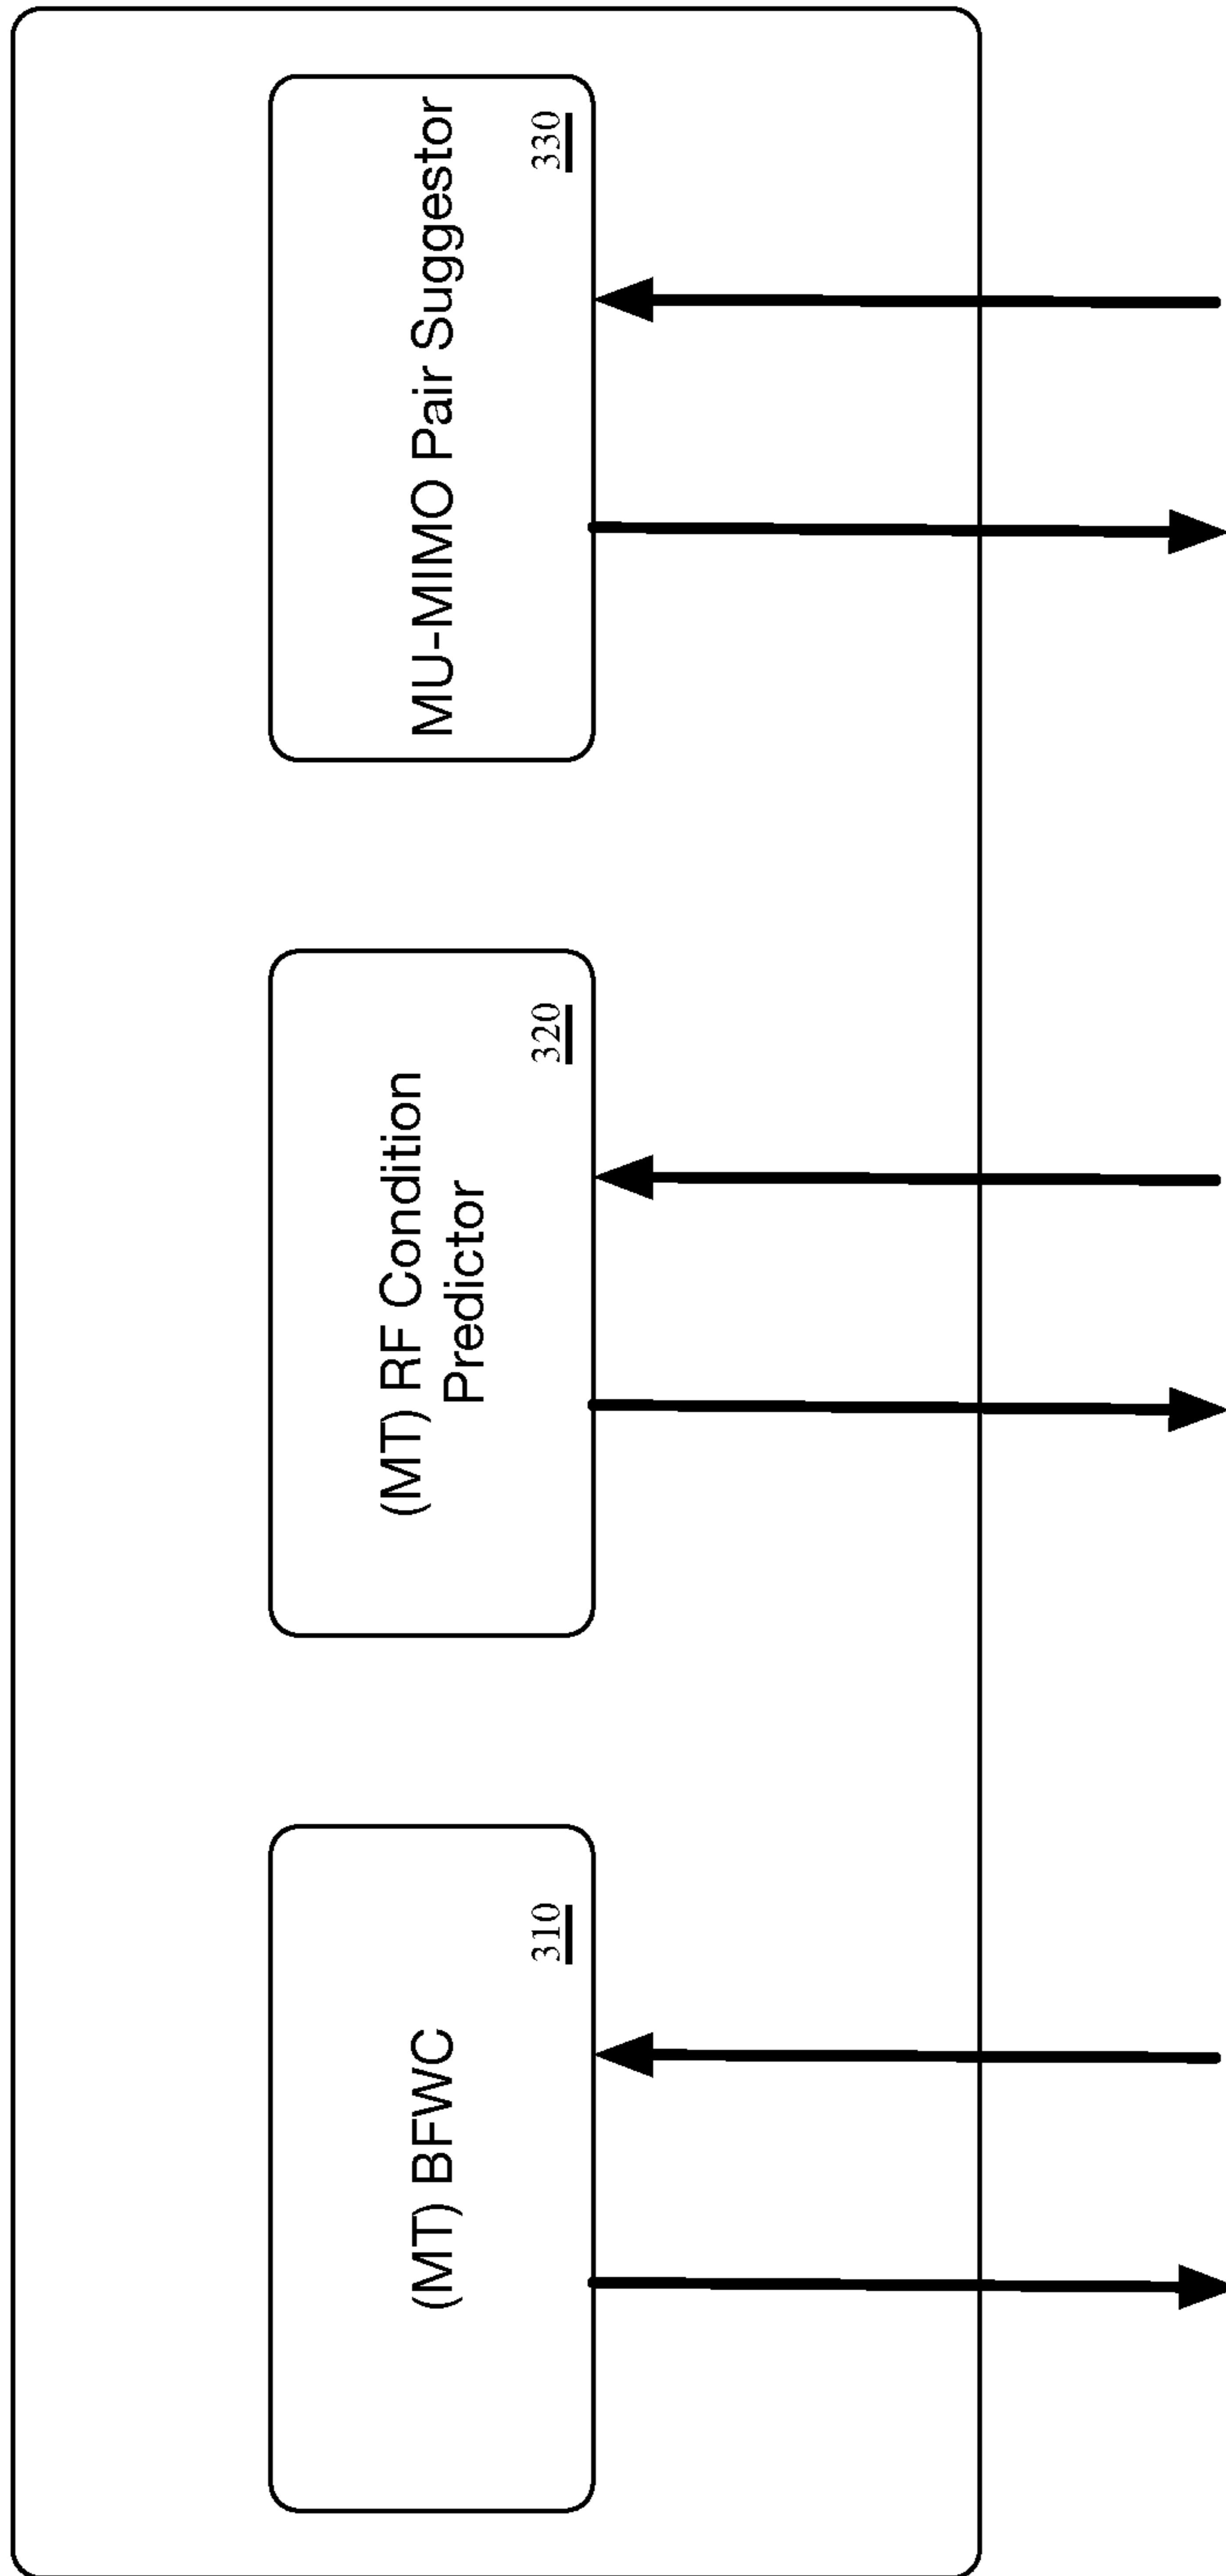 (MT) BFWC
310
(MT) RF Condition
Predictor
320
MU-MIMO Pair Suggestor
330